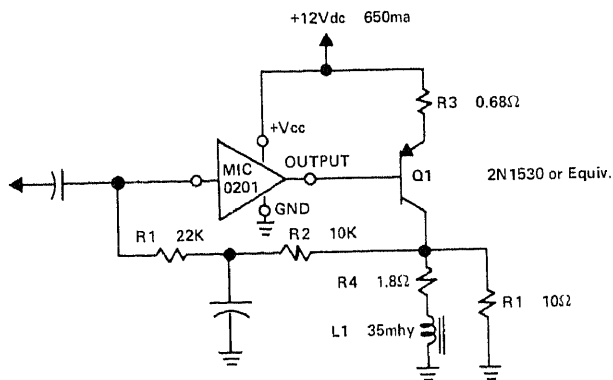 +12Vdc 650ma
R3 0.68Ω
+Vcc
MIC
0201
OUTPUT
Q1
2N1530 or Equiv.
GND
R1 22K
R2 10K
R4 1.8Ω
R1 10Ω
L1 35mhy